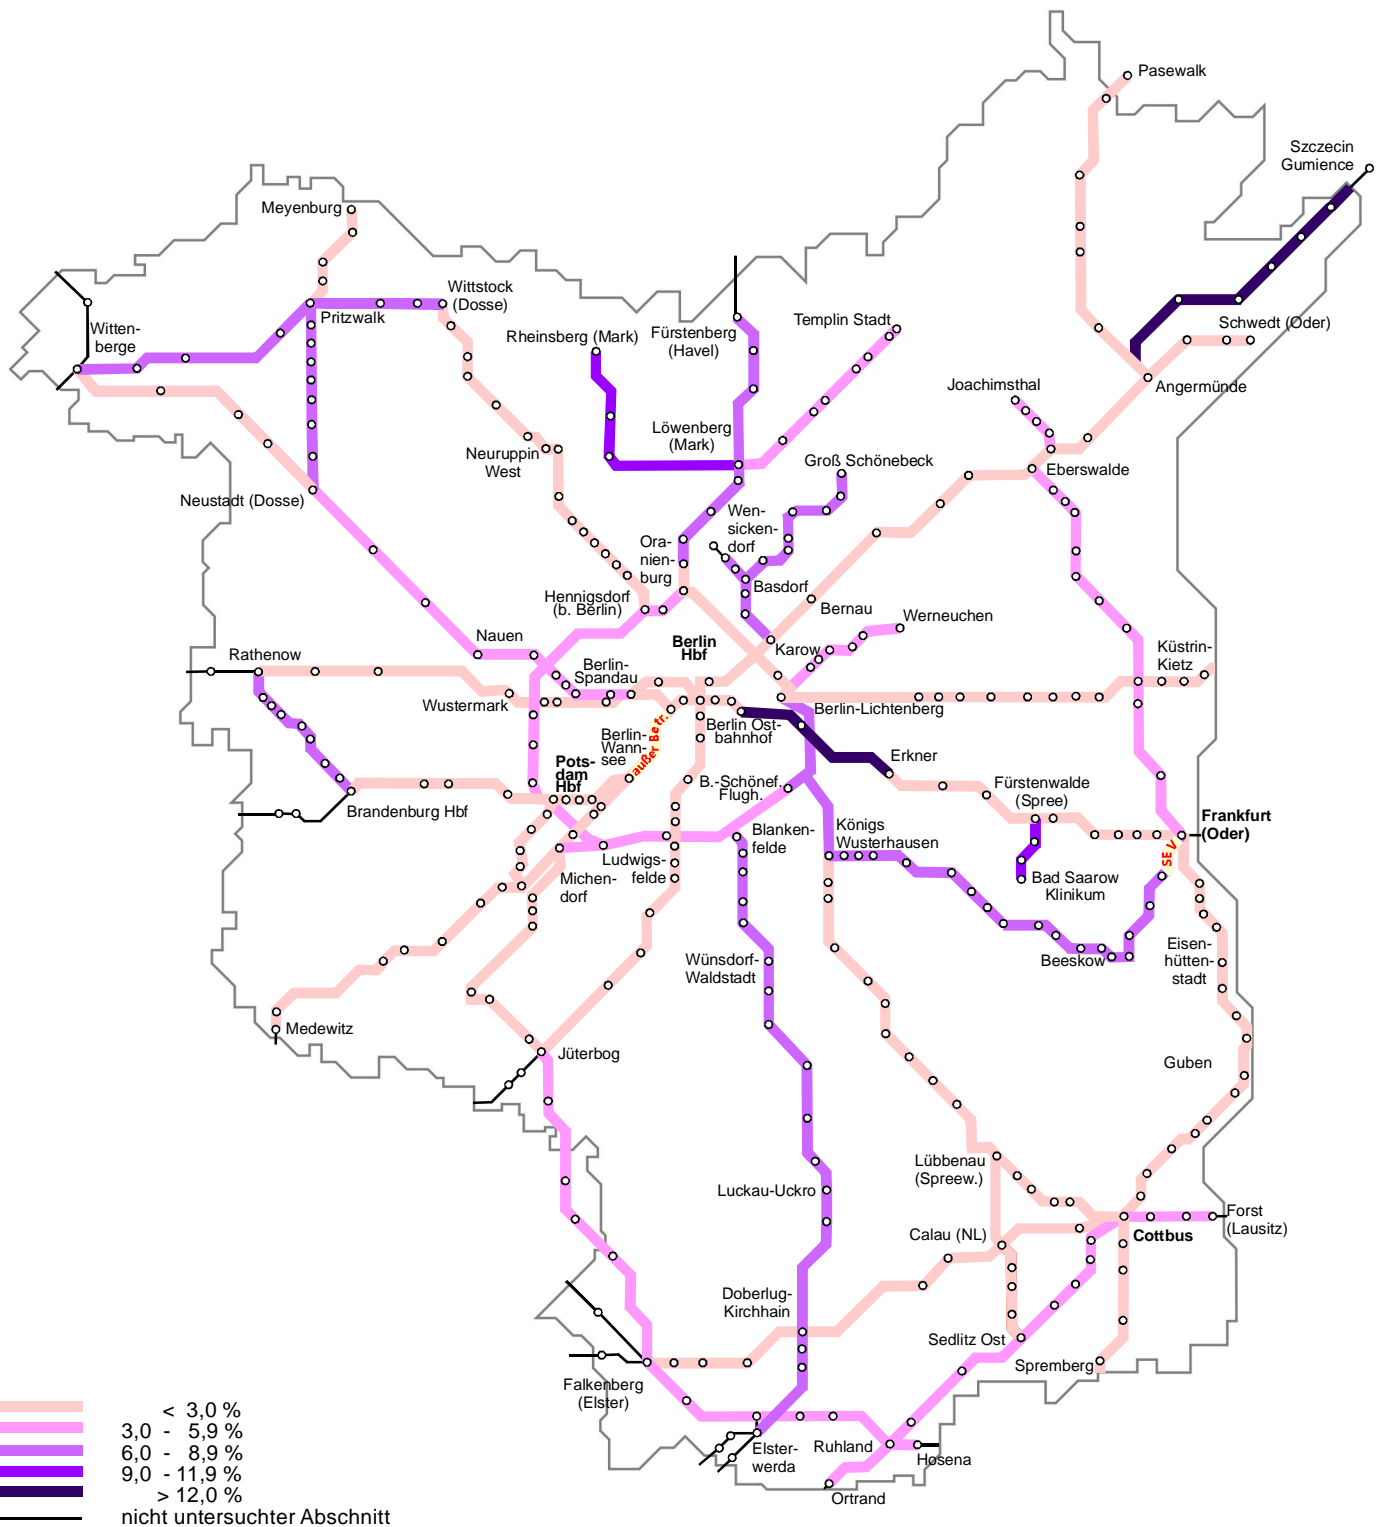 Pasewalk
Szczecin
Gumience
Meyenburg
Wittstock
(Dosse)
Pritzwalk
Witten-
berge
Rheinsberg (Mark)
Fürstenberg
(Havel)
Templin Stadt
Schwedt (Oder)
Joachimsthal
Angermünde
Löwenberg
(Mark)
Neuruppin
West
Groß Schönebeck
Eberswalde
Neustadt (Dosse)
Wen-
sicken-
dorf
Ora-
nien-
burg
Basdorf
Hennigsdorf
(b. Berlin)
Bernau
Werneuchen
Nauen
Berlin
Hbf
Karow
Küstrin-
Kietz
Rathenow
Berlin-
Spandau
Wustermark
Berlin-Lichtenberg
außer Betr.
Berlin Ost-
bahnhof
Berlin-
Wann-
see
Erkner
Pots-
dam
Hbf
B.-Schönef.
Flugh.
Fürstenwalde
(Spree)
Brandenburg Hbf
Frankfurt
(Oder)
Blanken-
felde
Königs
Wusterhausen
SEV
Ludwigs-
felde
Michen-
dorf
Bad Saarow
Klinikum
Eisen-
hütten-
stadt
Beeskow
Wünsdorf-
Waldstadt
Medewitz
Jüterbog
Guben
Lübbenau
(Spreew.)
Luckau-Uckro
Forst
(Lausitz)
Calau (NL)
Cottbus
Doberlug-
Kirchhain
Sedlitz Ost
Spremberg
Falkenberg
(Elster)
Elster-
werda
Ruhland
Hosena
Ortrand
< 3,0 %
3,0 - 5,9 %
6,0 - 8,9 %
9,0 - 11,9 %
> 12,0 %
nicht untersuchter Abschnitt